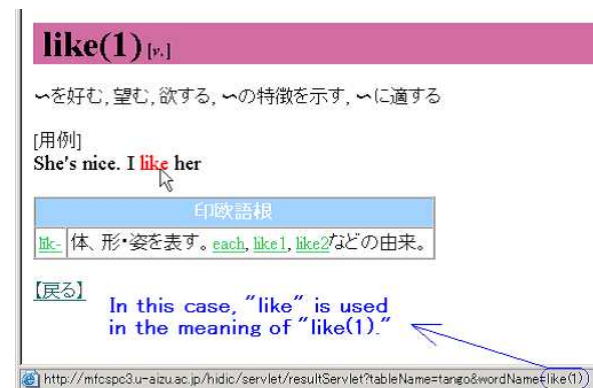 like(1) [v.]
〜を好む, 望む, 欲する, 〜の特徴を示す, 〜に適する
[用例]
She's nice. I like her
印欧語根
lik- 体、形・姿を表す。each, like1, like2などの由来。
【戻る】
In this case, "like" is used
in the meaning of "like(1)."
http://mfcspc3.u-aizu.ac.jp/hidic/servlet/resultServlet?tableName=tango&wordName=like(1)